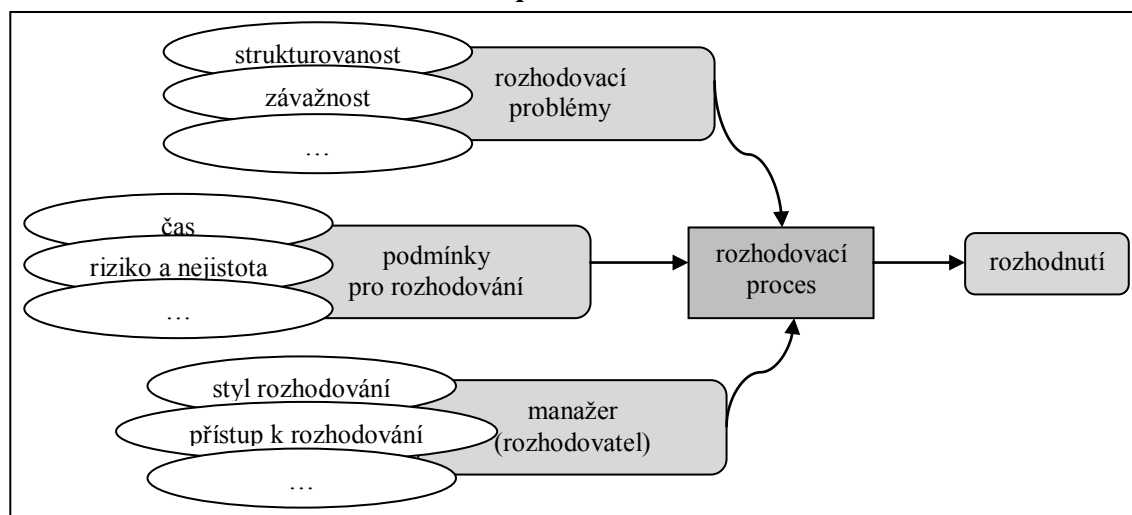 strukturovanost
závažnost
…
rozhodovací
problémy
čas
riziko a nejistota
…
podmínky
pro rozhodování
rozhodovací
proces
rozhodnutí
styl rozhodování
přístup k rozhodování
…
manažer
(rozhodovatel)